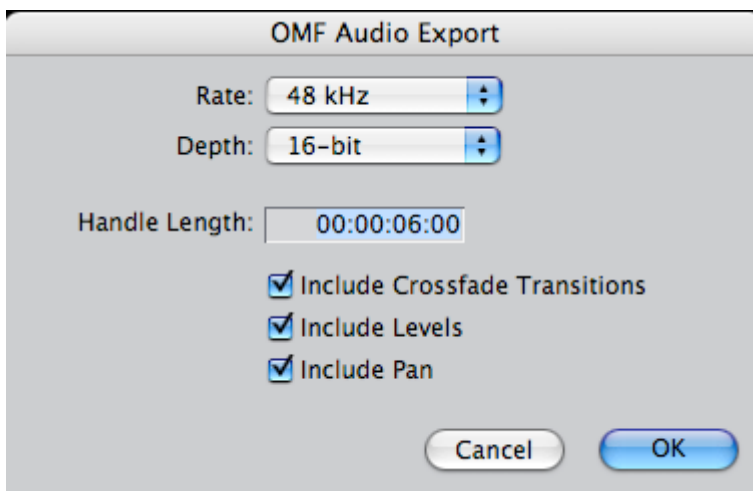 OMF Audio Export
Rate: 48 kHz
Depth: 16-bit
Handle Length: 00:00:06:00
Include Crossfade Transitions
Include Levels
Include Pan
Cancel OK